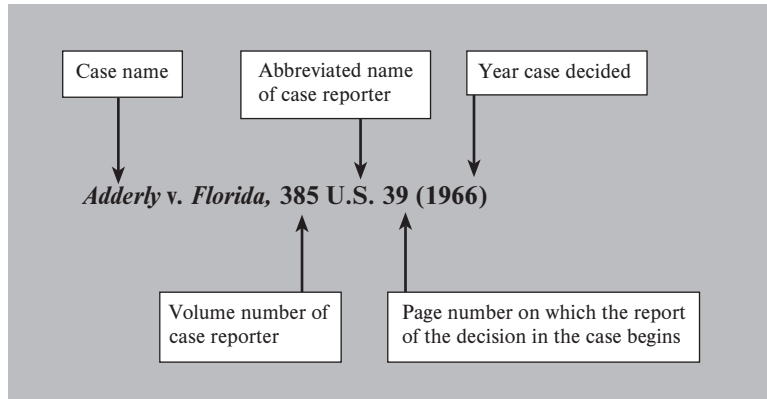 Case name
Abbreviated name
of case reporter
Year case decided
Adderly v. Florida, 385 U.S. 39 (1966)
Volume number of
case reporter
Page number on which the report
of the decision in the case begins